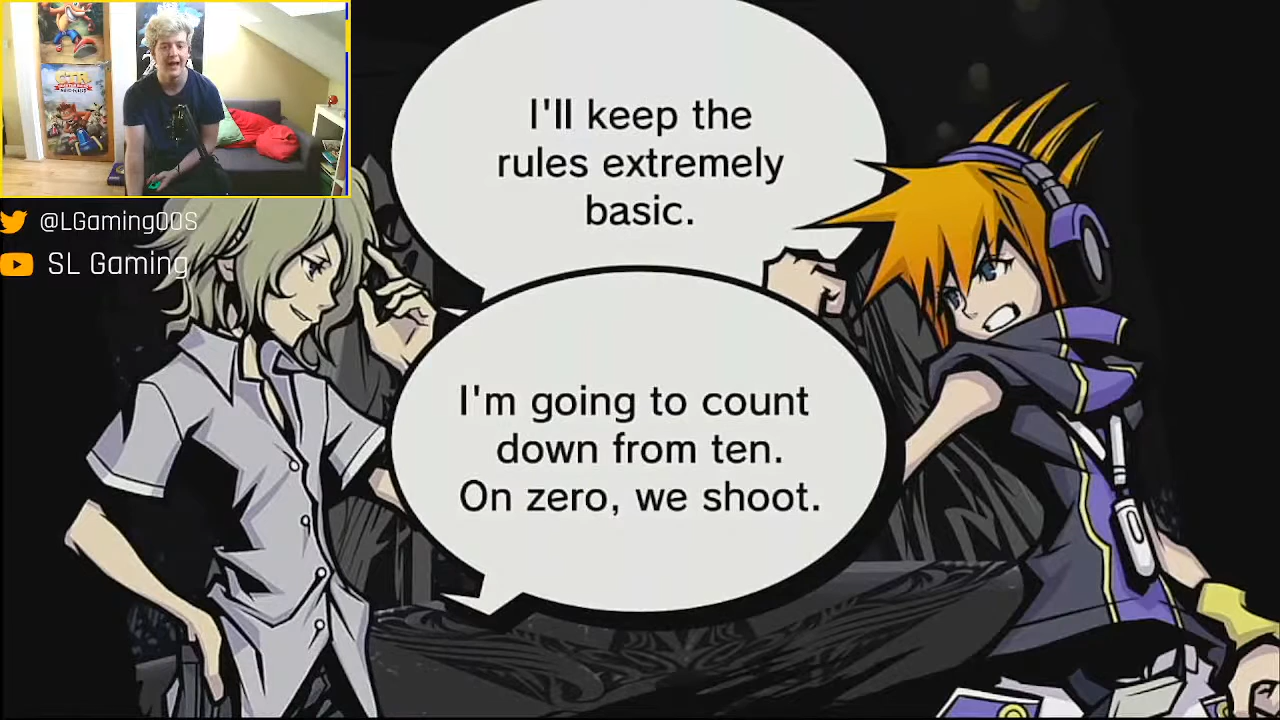 CTR
@LGaming00S
SL Gaming
I'll keep the
rules extremely
basic.
I'm going to count
down from ten.
On zero, we shoot.